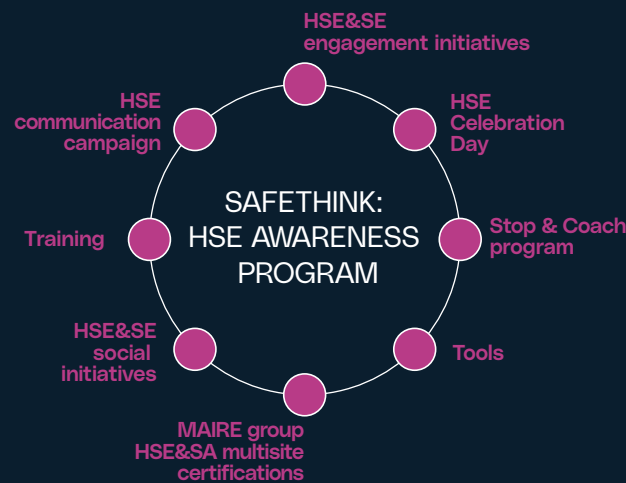 HSE&SE
engagement initiatives
HSE
Celebration
Day
Stop & Coach
program
Tools
MAIRE group
HSE&SA multisite
certifications
HSE&SE
social
initiatives
Training
HSE
communication
campaign
SAFETHINK:
HSE AWARENESS
PROGRAM